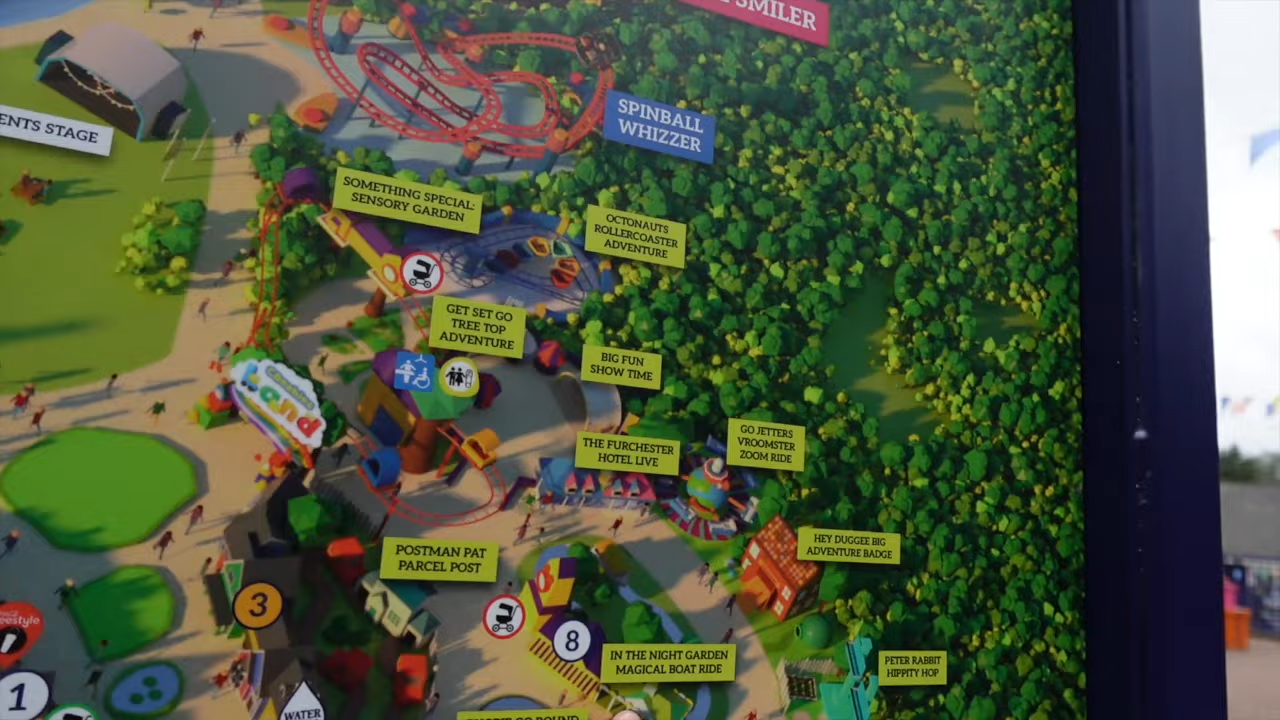 SMILER
ENTS STAGE
SPINBALL
WHIZZER
SOMETHING SPECIAL:
SENSORY GARDEN
OCTONAUTS
ROLLERCOASTER
ADVENTURE
GET SET GO
TREE TOP
ADVENTURE
BIG FUN
SHOW TIME
THE FURCHESTER
HOTEL LIVE
GO JETTERS
VROOMSTER
ZOOM RIDE
POSTMAN PAT
PARCEL POST
HEY DUGGEE BIG
ADVENTURE BADGE
3
8
IN THE NIGHT GARDEN
MAGICAL BOAT RIDE
PETER RABBIT
HIPPITY HOP
eestyle
1
WATER